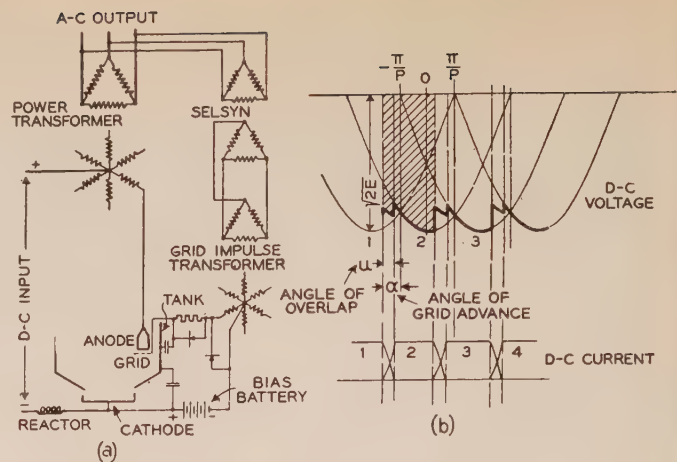 A-C OUTPUT
POWER
TRANSFORMER
SELSYN
+
D-C INPUT
GRID IMPULSE
TRANSFORMER
TANK
ANODE
GRID
BIAS
BATTERY
+
-
-
REACTOR
CATHODE
(a)
-π/P
0
π/P
√2E
D-C
VOLTAGE
1
2
3
u
α
ANGLE OF
OVERLAP
ANGLE OF
GRID ADVANCE
1
2
3
4
D-C CURRENT
(b)